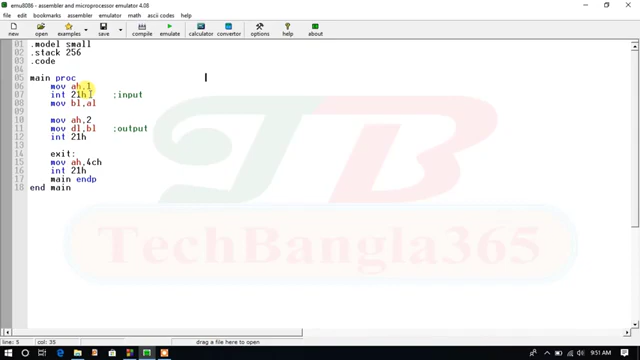 emu8086 - assembler and microprocessor emulator 4.08
file edit bookmarks assembler emulator math ascii codes help
new open examples save compile emulate calculator convertor options help about
01 .model small
02 .stack 256
03 .code
04
05 main proc
06 mov ah,1
07 int 21h ;input
08 mov bl,al
09
10 mov ah,2
11 mov dl,bl ;output
12 int 21h
13
14 exit:
15 mov ah,4ch
16 int 21h
17 main endp
18 end main
TB
TechBangla365
line: 5 col: 35 drag a file here to open
9:51 AM